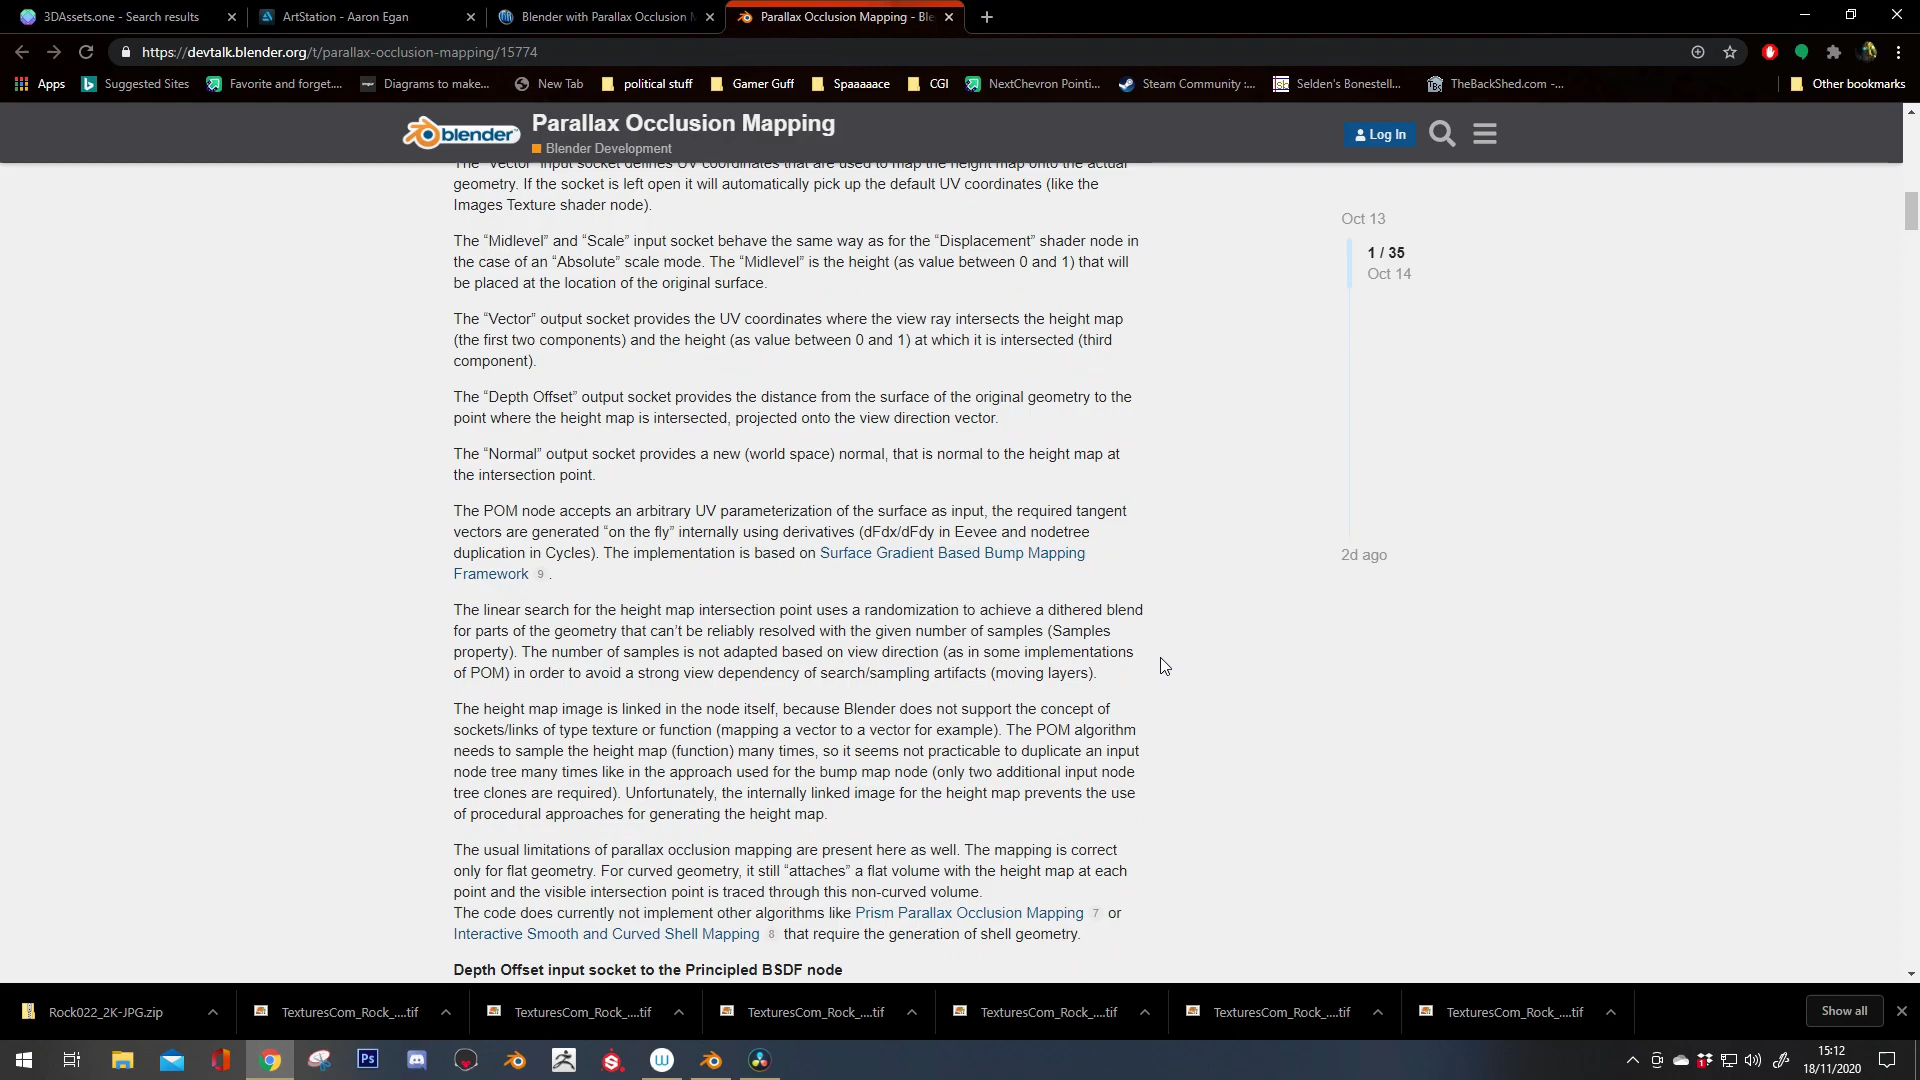 3DAssets.one - Search results
ArtStation - Aaron Egan
Blender with Parallax Occlusion M
Parallax Occlusion Mapping - Ble
https://devtalk.blender.org/t/parallax-occlusion-mapping/15774
Apps
Suggested Sites
Favorite and forget....
Diagrams to make...
New Tab
political stuff
Gamer Guff
Spaaaaace
CGI
NextChevron Pointi...
Steam Community :...
Selden's Bonestell...
TheBackShed.com -...
Other bookmarks
blender
Parallax Occlusion Mapping
Blender Development
Log In
The “Vector” input socket defines UV coordinates that are used to map the height map onto the actual
geometry. If the socket is left open it will automatically pick up the default UV coordinates (like the
Images Texture shader node).
The “Midlevel” and “Scale” input socket behave the same way as for the “Displacement” shader node in
the case of an “Absolute” scale mode. The “Midlevel” is the height (as value between 0 and 1) that will
be placed at the location of the original surface.
The “Vector” output socket provides the UV coordinates where the view ray intersects the height map
(the first two components) and the height (as value between 0 and 1) at which it is intersected (third
component).
The “Depth Offset” output socket provides the distance from the surface of the original geometry to the
point where the height map is intersected, projected onto the view direction vector.
The “Normal” output socket provides a new (world space) normal, that is normal to the height map at
the intersection point.
The POM node accepts an arbitrary UV parameterization of the surface as input, the required tangent
vectors are generated “on the fly” internally using derivatives (dFdx/dFdy in Eevee and nodetree
duplication in Cycles). The implementation is based on Surface Gradient Based Bump Mapping
Framework 9 .
The linear search for the height map intersection point uses a randomization to achieve a dithered blend
for parts of the geometry that can’t be reliably resolved with the given number of samples (Samples
property). The number of samples is not adapted based on view direction (as in some implementations
of POM) in order to avoid a strong view dependency of search/sampling artifacts (moving layers).
The height map image is linked in the node itself, because Blender does not support the concept of
sockets/links of type texture or function (mapping a vector to a vector for example). The POM algorithm
needs to sample the height map (function) many times, so it seems not practicable to duplicate an input
node tree many times like in the approach used for the bump map node (only two additional input node
tree clones are required). Unfortunately, the internally linked image for the height map prevents the use
of procedural approaches for generating the height map.
The usual limitations of parallax occlusion mapping are present here as well. The mapping is correct
only for flat geometry. For curved geometry, it still “attaches” a flat volume with the height map at each
point and the visible intersection point is traced through this non-curved volume.
The code does currently not implement other algorithms like Prism Parallax Occlusion Mapping 7 or
Interactive Smooth and Curved Shell Mapping 8 that require the generation of shell geometry.
Depth Offset input socket to the Principled BSDF node
Oct 13
1 / 35
Oct 14
2d ago
Rock022_2K-JPG.zip
TexturesCom_Rock_....tif
TexturesCom_Rock_....tif
TexturesCom_Rock_....tif
TexturesCom_Rock_....tif
TexturesCom_Rock_....tif
TexturesCom_Rock_....tif
Show all
Ps
15:12
18/11/2020